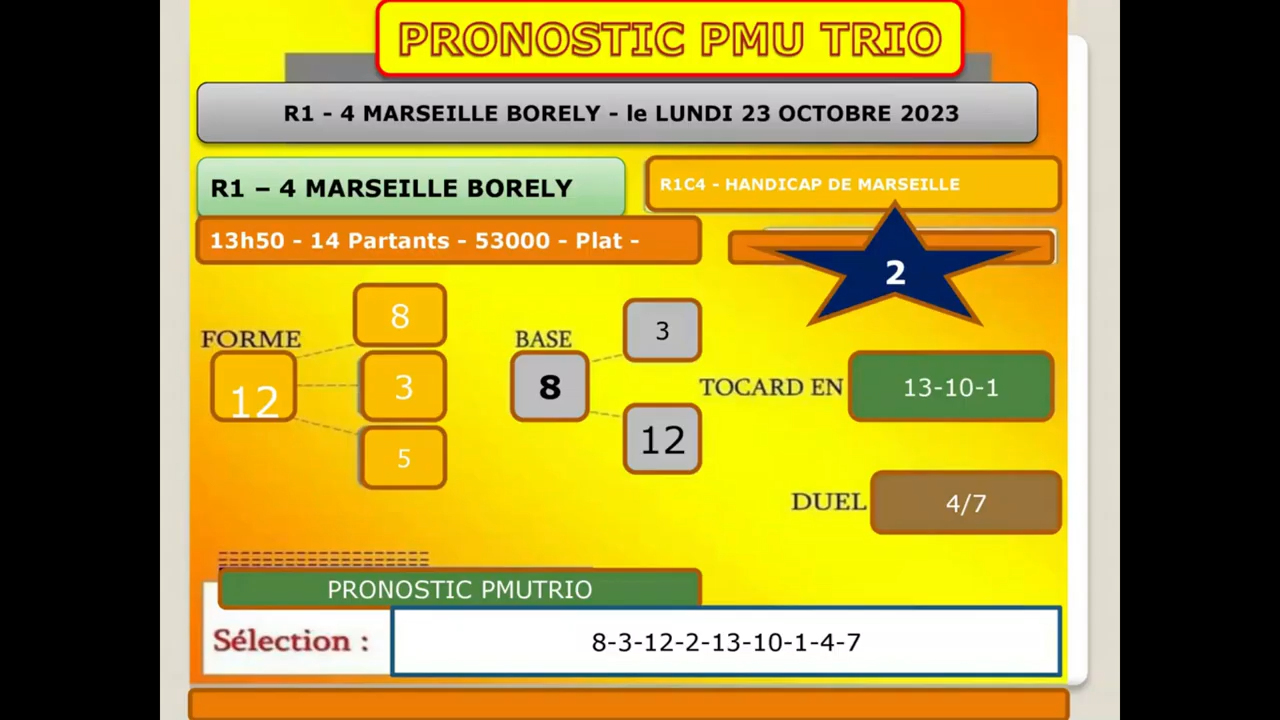 PRONOSTIC PMU TRIO
R1 - 4 MARSEILLE BORELY - le LUNDI 23 OCTOBRE 2023
R1 – 4 MARSEILLE BORELY
R1C4 - HANDICAP DE MARSEILLE
13h50 - 14 Partants - 53000 - Plat -
2
FORME
12
8
3
5
BASE
8
3
12
TOCARD EN
13-10-1
DUEL
4/7
PRONOSTIC PMUTRIO
Sélection :
8-3-12-2-13-10-1-4-7